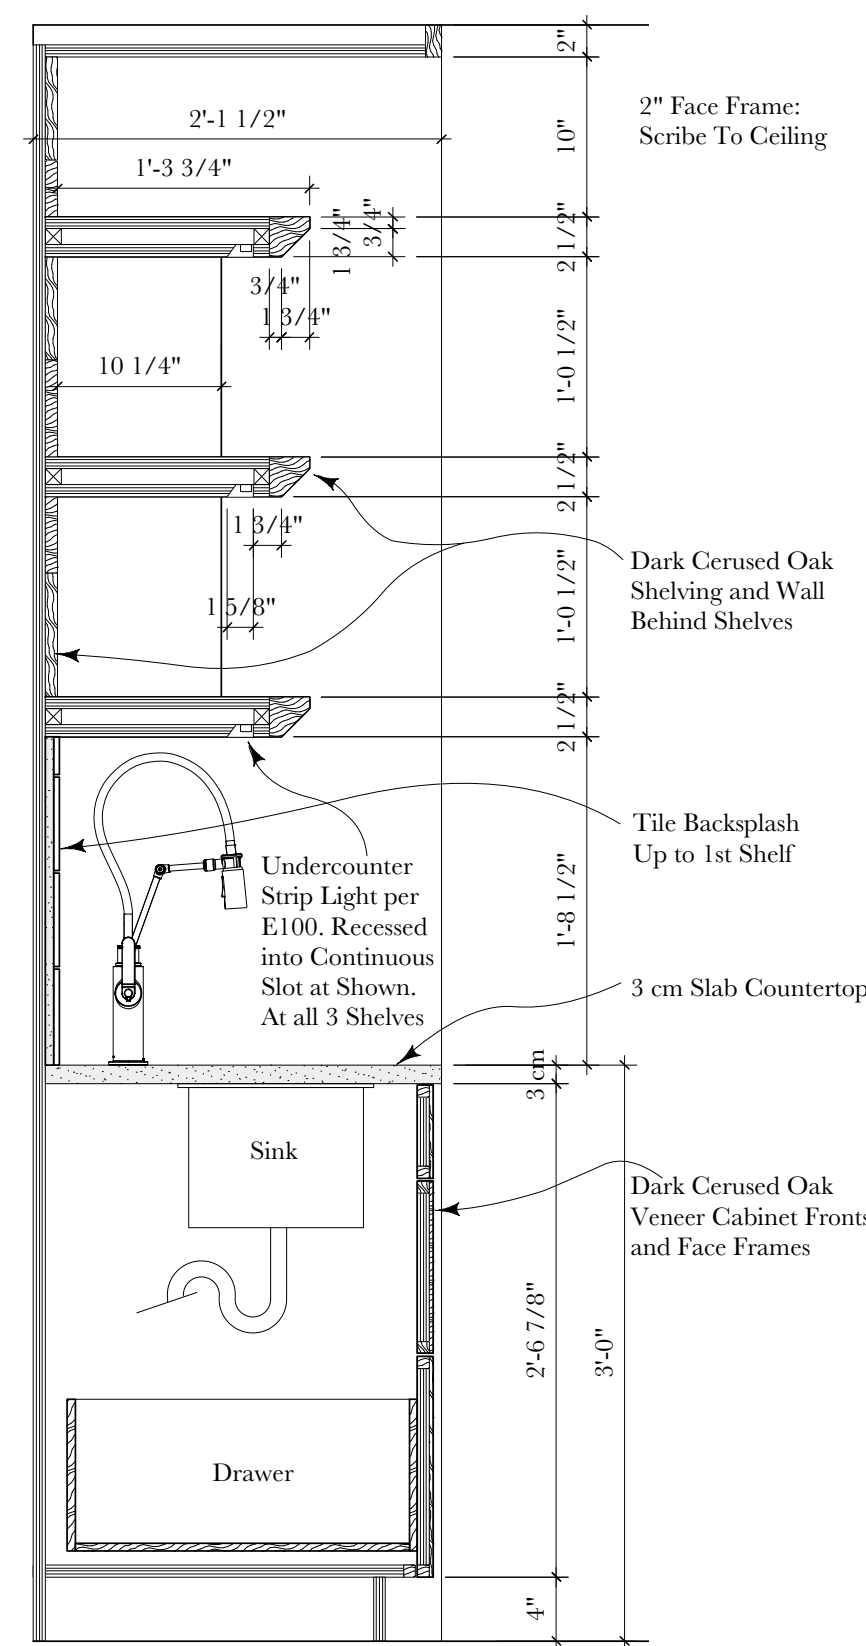 2"
2" Face Frame:
Scribe To Ceiling
2'-1 1/2"
10"
1'-3 3/4"
3/4"
1 3/4"
2 1/2"
3/4"
1 3/4"
10 1/4"
1'-0 1/2"
2 1/2"
1 3/4"
Dark Cerused Oak
Shelving and Wall
Behind Shelves
1'-0 1/2"
1 5/8"
2 1/2"
Tile Backsplash
Up to 1st Shelf
Undercounter
Strip Light per
E100. Recessed
into Continuous
Slot at Shown.
At all 3 Shelves
1'-8 1/2"
3 cm Slab Countertop
3 cm
Sink
Dark Cerused Oak
Veneer Cabinet Fronts
and Face Frames
2'-6 7/8"
3'-0"
Drawer
4"